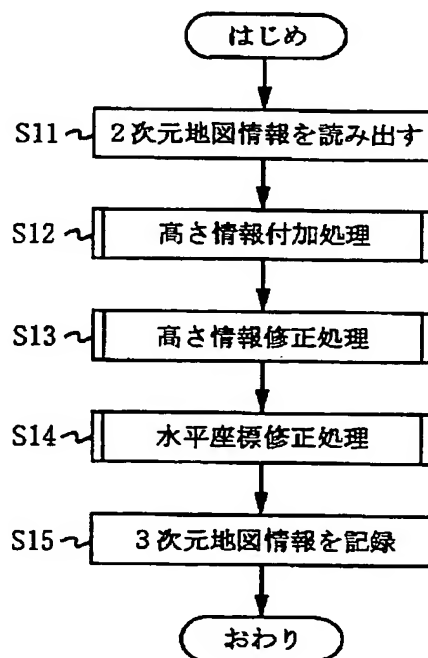 はじめ
S11 2次元地図情報を読み出す
S12 高さ情報付加処理
S13 高さ情報修正処理
S14 水平座標修正処理
S15 3次元地図情報を記録
おわり